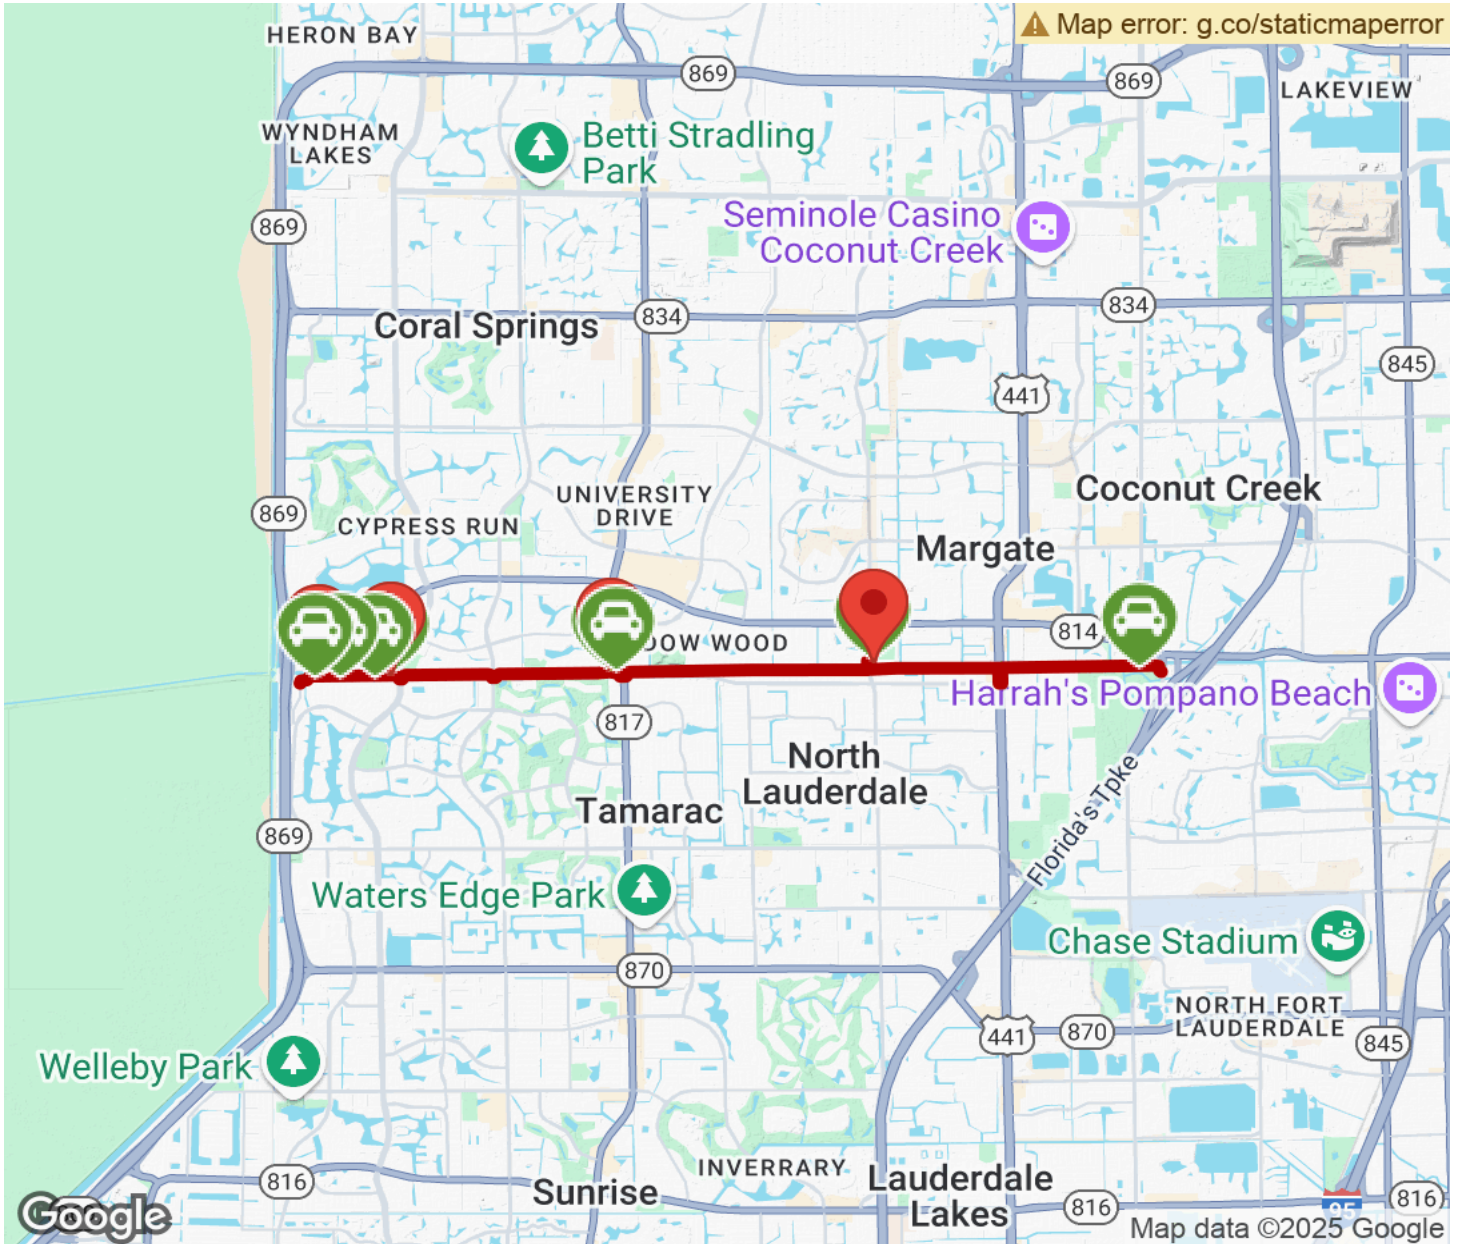 Map error: g.co/staticmaperror
HERON BAY
869
869
LAKEVIEW
WYNDHAM
LAKES
Betti Stradling
Park
869
Seminole Casino
Coconut Creek
834
834
Coral Springs
845
441
UNIVERSITY
DRIVE
Coconut Creek
869
CYPRESS RUN
Margate
814
DOW WOOD
Harrah's Pompano Beach
817
North
Lauderdale
Tamarac
869
Florida's Tpke
Waters Edge Park
Chase Stadium
870
NORTH FORT
LAUDERDALE
441
870
845
Welleby Park
INVERRARY
Lauderdale
Lakes
816
Sunrise
816
95
816
Google
Map data ©2025 Google